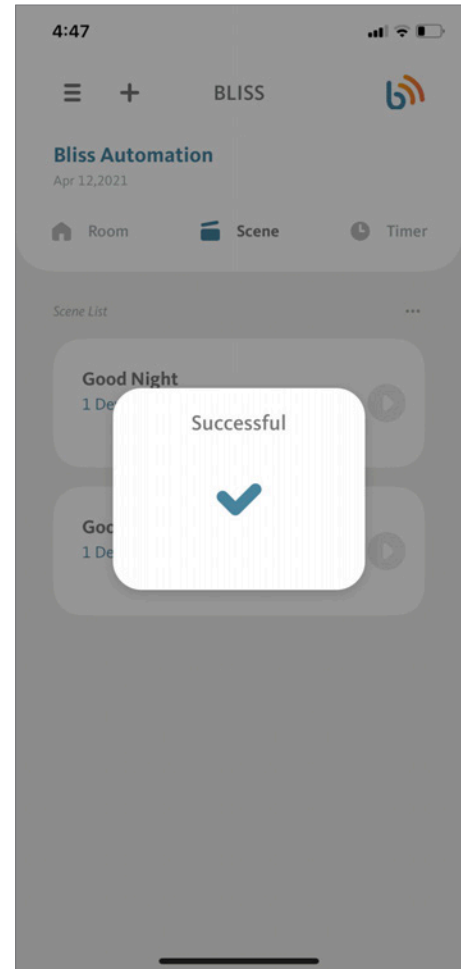 4:47
BLISS
Bliss Automation
Apr 12,2021
Room Scene Timer
Scene List
Good Night
1 De
Successful
Goo
1 De